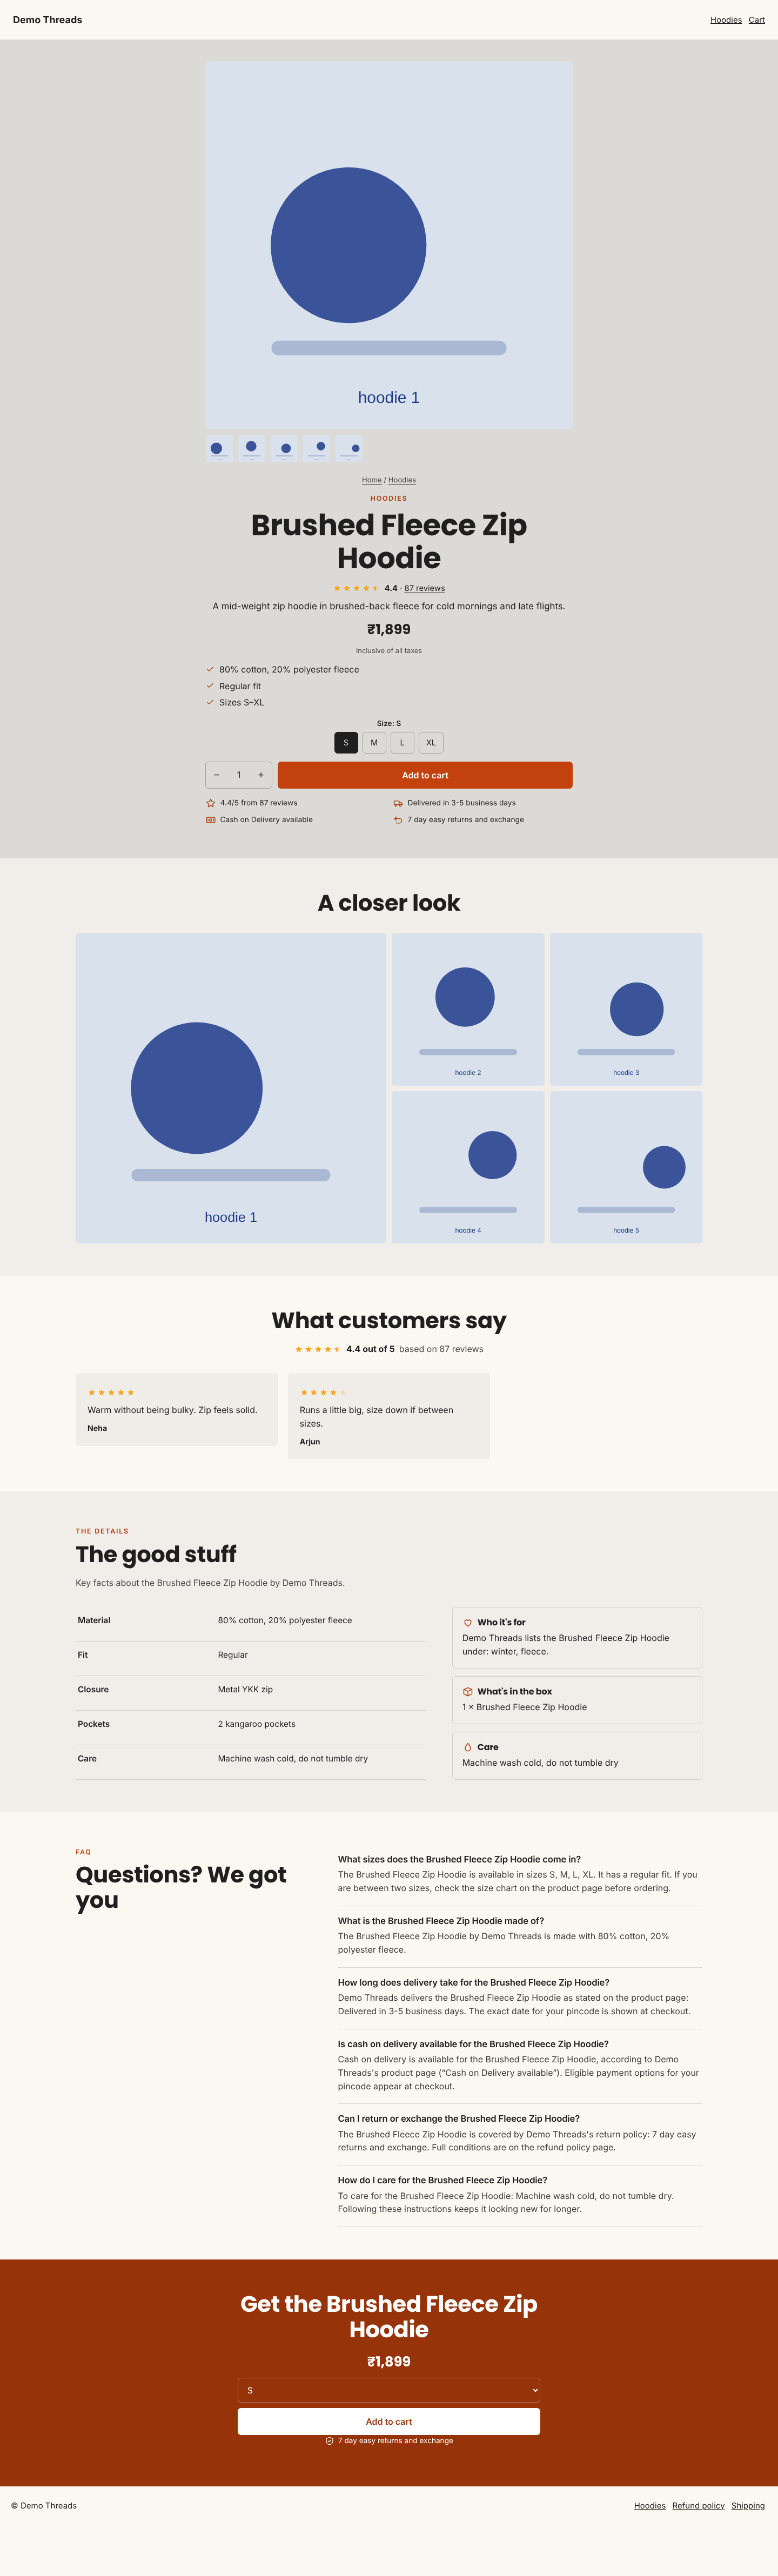 Demo Threads
Hoodies Cart
hoodie 1
Home / Hoodies
HOODIES
Brushed Fleece Zip
Hoodie
4.4 · 87 reviews
A mid-weight zip hoodie in brushed-back fleece for cold mornings and late flights.
₹1,899
Inclusive of all taxes
80% cotton, 20% polyester fleece
Regular fit
Sizes S–XL
Size: S
S M L XL
− 1 + Add to cart
4.4/5 from 87 reviews
Delivered in 3-5 business days
Cash on Delivery available
7 day easy returns and exchange
A closer look
hoodie 1
hoodie 2
hoodie 3
hoodie 4
hoodie 5
What customers say
4.4 out of 5 based on 87 reviews
Warm without being bulky. Zip feels solid.
Neha
Runs a little big, size down if between
sizes.
Arjun
THE DETAILS
The good stuff
Key facts about the Brushed Fleece Zip Hoodie by Demo Threads.
Material 80% cotton, 20% polyester fleece
Fit Regular
Closure Metal YKK zip
Pockets 2 kangaroo pockets
Care Machine wash cold, do not tumble dry
Who it's for
Demo Threads lists the Brushed Fleece Zip Hoodie
under: winter, fleece.
What's in the box
1 × Brushed Fleece Zip Hoodie
Care
Machine wash cold, do not tumble dry
FAQ
Questions? We got
you
What sizes does the Brushed Fleece Zip Hoodie come in?
The Brushed Fleece Zip Hoodie is available in sizes S, M, L, XL. It has a regular fit. If you
are between two sizes, check the size chart on the product page before ordering.
What is the Brushed Fleece Zip Hoodie made of?
The Brushed Fleece Zip Hoodie by Demo Threads is made with 80% cotton, 20%
polyester fleece.
How long does delivery take for the Brushed Fleece Zip Hoodie?
Demo Threads delivers the Brushed Fleece Zip Hoodie as stated on the product page:
Delivered in 3-5 business days. The exact date for your pincode is shown at checkout.
Is cash on delivery available for the Brushed Fleece Zip Hoodie?
Cash on delivery is available for the Brushed Fleece Zip Hoodie, according to Demo
Threads's product page (“Cash on Delivery available”). Eligible payment options for your
pincode appear at checkout.
Can I return or exchange the Brushed Fleece Zip Hoodie?
The Brushed Fleece Zip Hoodie is covered by Demo Threads's return policy: 7 day easy
returns and exchange. Full conditions are on the refund policy page.
How do I care for the Brushed Fleece Zip Hoodie?
To care for the Brushed Fleece Zip Hoodie: Machine wash cold, do not tumble dry.
Following these instructions keeps it looking new for longer.
Get the Brushed Fleece Zip
Hoodie
₹1,899
S
Add to cart
7 day easy returns and exchange
© Demo Threads
Hoodies Refund policy Shipping